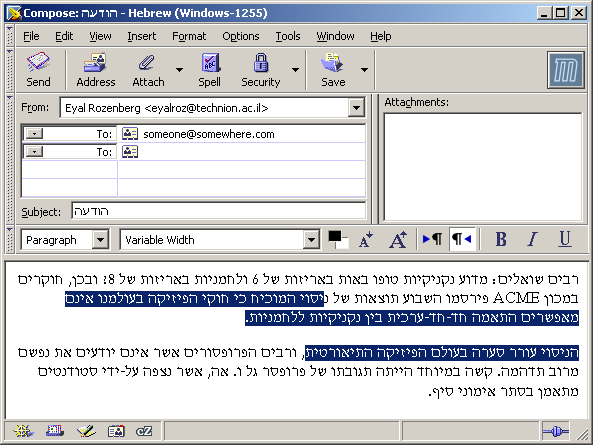 Compose: הודעה - Hebrew (Windows-1255)
File Edit View Insert Format Options Tools Window Help
Send Address Attach Spell Security Save
From: Eyal Rozenberg <eyalroz@technion.ac.il>
Attachments:
To: someone@somewhere.com
To:
Subject: הודעה
Paragraph Variable Width A A ¶ ¶ B I U
רבים שואלים: מדוע נקניקיות טופו באות באריזות של 6 ולחמניות באריזות של 8? ובכן, חוקרים
במכון ACME פירסמו השבוע תוצאות של ניסוי המוכיח כי חוקי הפיזיקה בעולמנו אינם
מאפשרים התאמה חד-חד-ערכית בין נקניקיות ללחמניות.
הניסוי עורר סערה בעולם הפיזיקה התיאורטית, ורבים הפרופסורים אשר אינם יודעים את נפשם
מרוב תדהמה. קשה במיוחד הייתה תגובתו של פרופסר גל ו. אה, אשר נצפה על-ידי סטודנטים
מתאמן בסתר אימוני סיף.